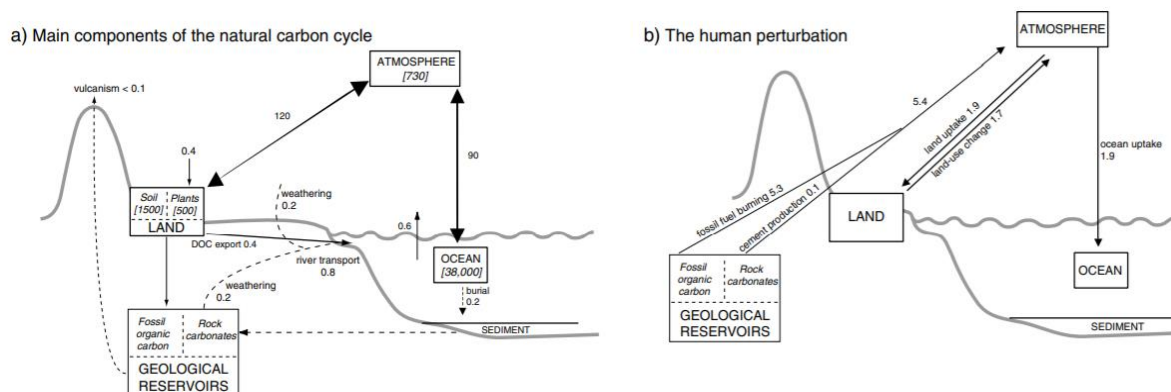 a) Main components of the natural carbon cycle
ATMOSPHERE
[730]
vulcanism < 0.1
120
90
0.4
Soil
[1500]
Plants
[500]
LAND
weathering
0.2
DOC export 0.4
0.6
river transport
0.8
OCEAN
[38,000]
weathering
0.2
burial
0.2
SEDIMENT
Fossil
organic
carbon
Rock
carbonates
GEOLOGICAL
RESERVOIRS
b) The human perturbation
ATMOSPHERE
5.4
land uptake 1.9
land-use change 1.7
ocean uptake
1.9
fossil fuel burning 5.3
cement production 0.1
LAND
OCEAN
Fossil
organic
carbon
Rock
carbonates
GEOLOGICAL
RESERVOIRS
SEDIMENT